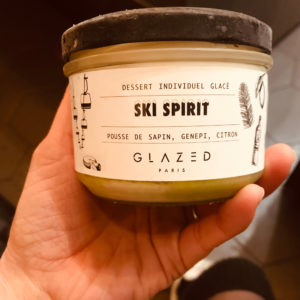 DESSERT INDIVIDUEL GLACÉ
SKI SPIRIT
POUSSE DE SAPIN, GENEPI, CITRON
GLAZED
PARIS